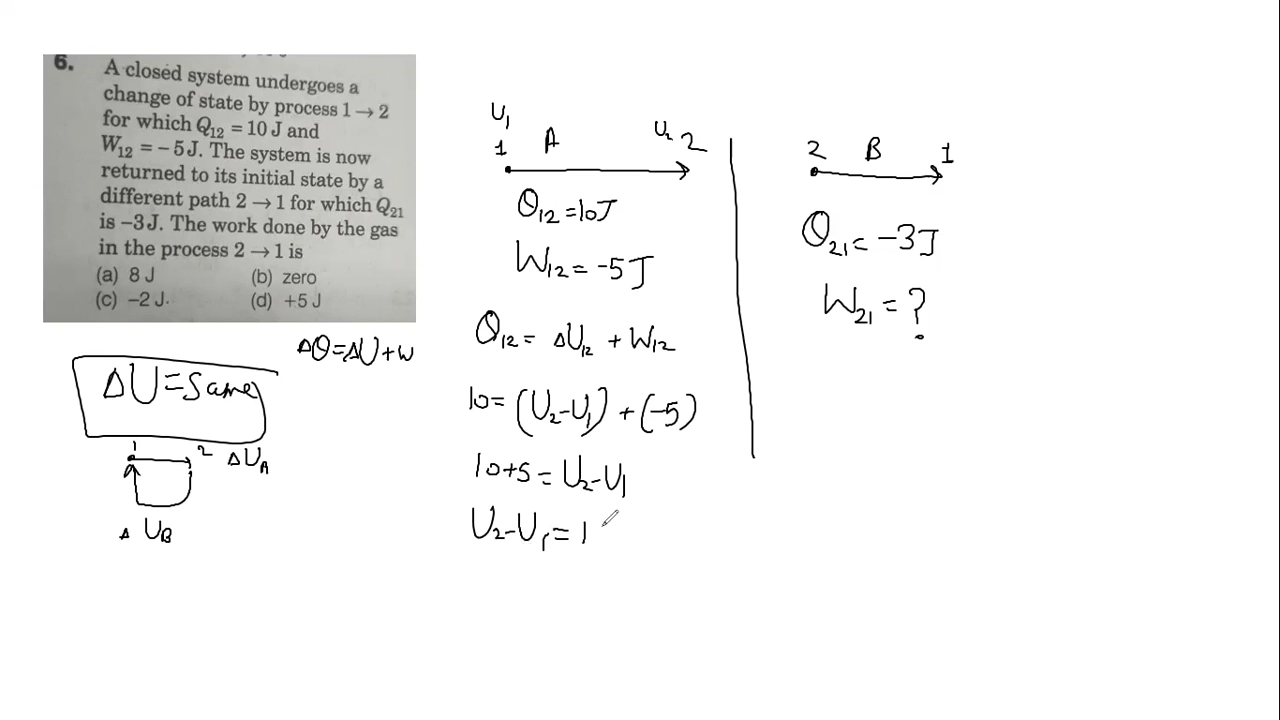 6.
A closed system undergoes a
change of state by process 1 → 2
for which Q12 = 10 J and
W12 = – 5 J. The system is now
returned to its initial state by a
different path 2 → 1 for which Q21
is –3 J. The work done by the gas
in the process 2 → 1 is
(a) 8 J (b) zero
(c) –2 J. (d) +5 J
ΔQ=ΔU+W
ΔU=Same
1 2 ΔUA
Δ UB
U1 U2
1 A 2
Q12=10J
W12=-5J
Q12= ΔU12 + W12
10= (U2-U1) + (-5)
10+5 = U2-U1
U2-U1= 1
2 B 1
Q21= -3J
W21 = ?